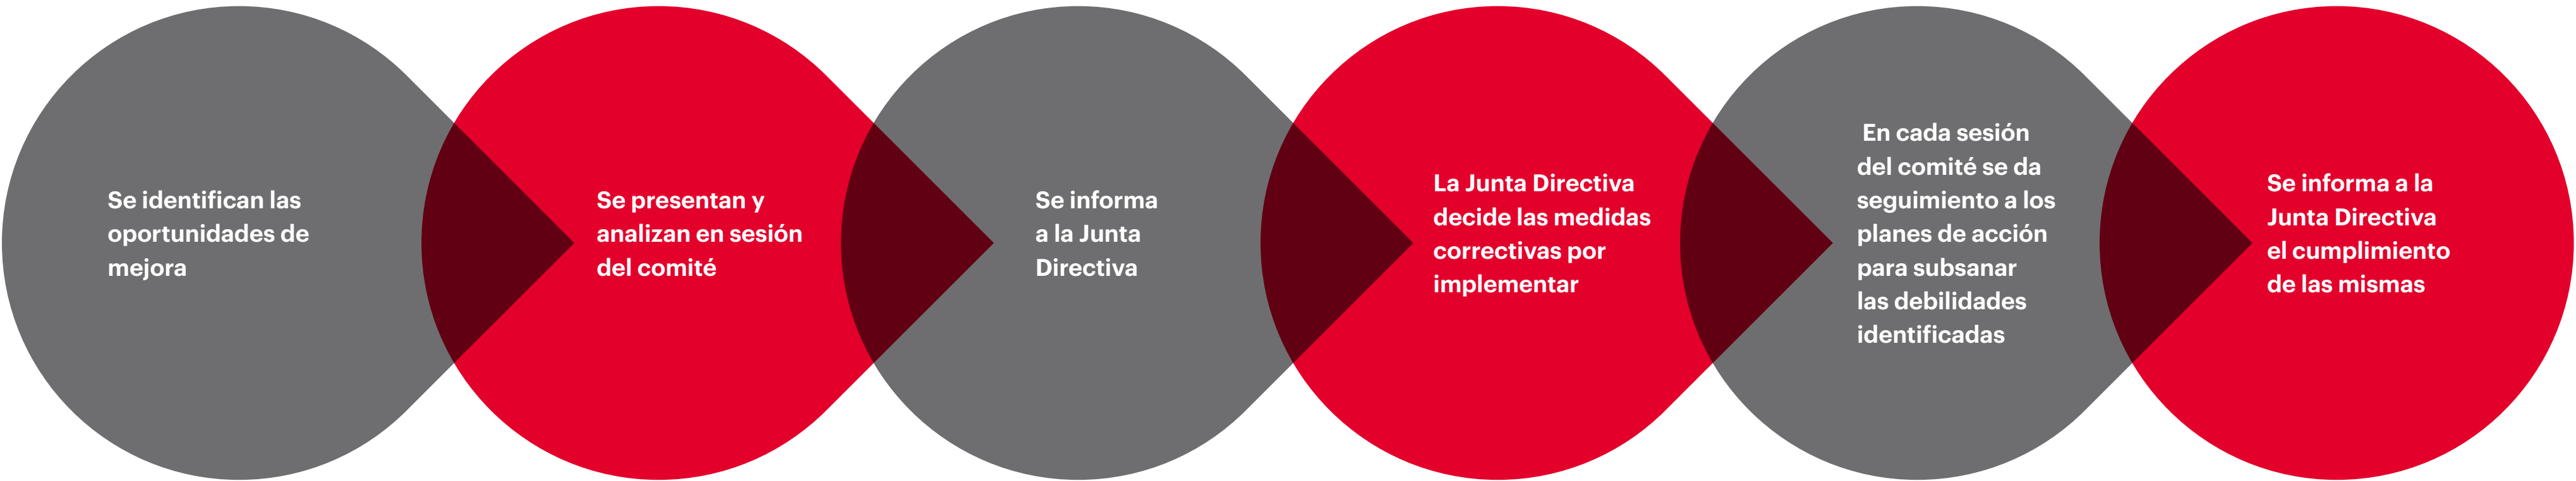 Se identifican las
oportunidades de
mejora
Se presentan y
analizan en sesión
del comité
Se informa
a la Junta
Directiva
La Junta Directiva
decide las medidas
correctivas por
implementar
En cada sesión
del comité se da
seguimiento a los
planes de acción
para subsanar
las debilidades
identificadas
Se informa a la
Junta Directiva
el cumplimiento
de las mismas